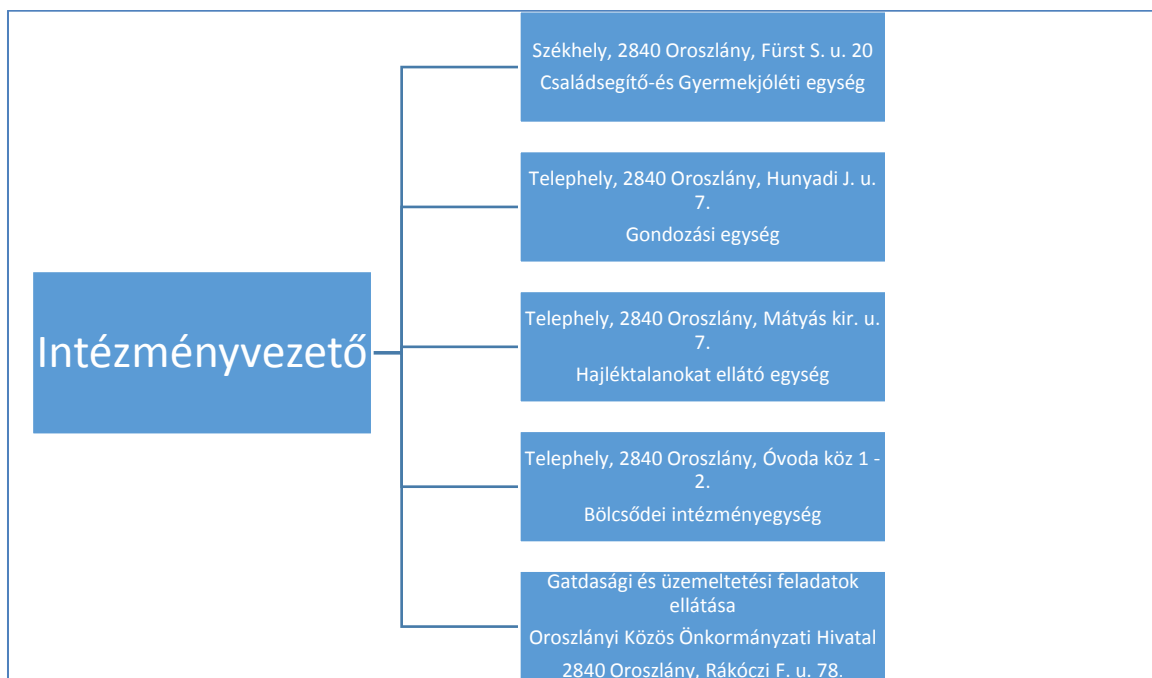 Intézményvezető
Székhely, 2840 Oroszlány, Fürst S. u. 20
Családsegítő-és Gyermekjóléti egység
Telephely, 2840 Oroszlány, Hunyadi J. u.
7.
Gondozási egység
Telephely, 2840 Oroszlány, Mátyás kir. u.
7.
Hajléktalanokat ellátó egység
Telephely, 2840 Oroszlány, Óvoda köz 1 -
2.
Bölcsődei intézményegység
Gatdasági és üzemeltetési feladatok
ellátása
Oroszlányi Közös Önkormányzati Hivatal
2840 Oroszlány, Rákóczi F. u. 78.